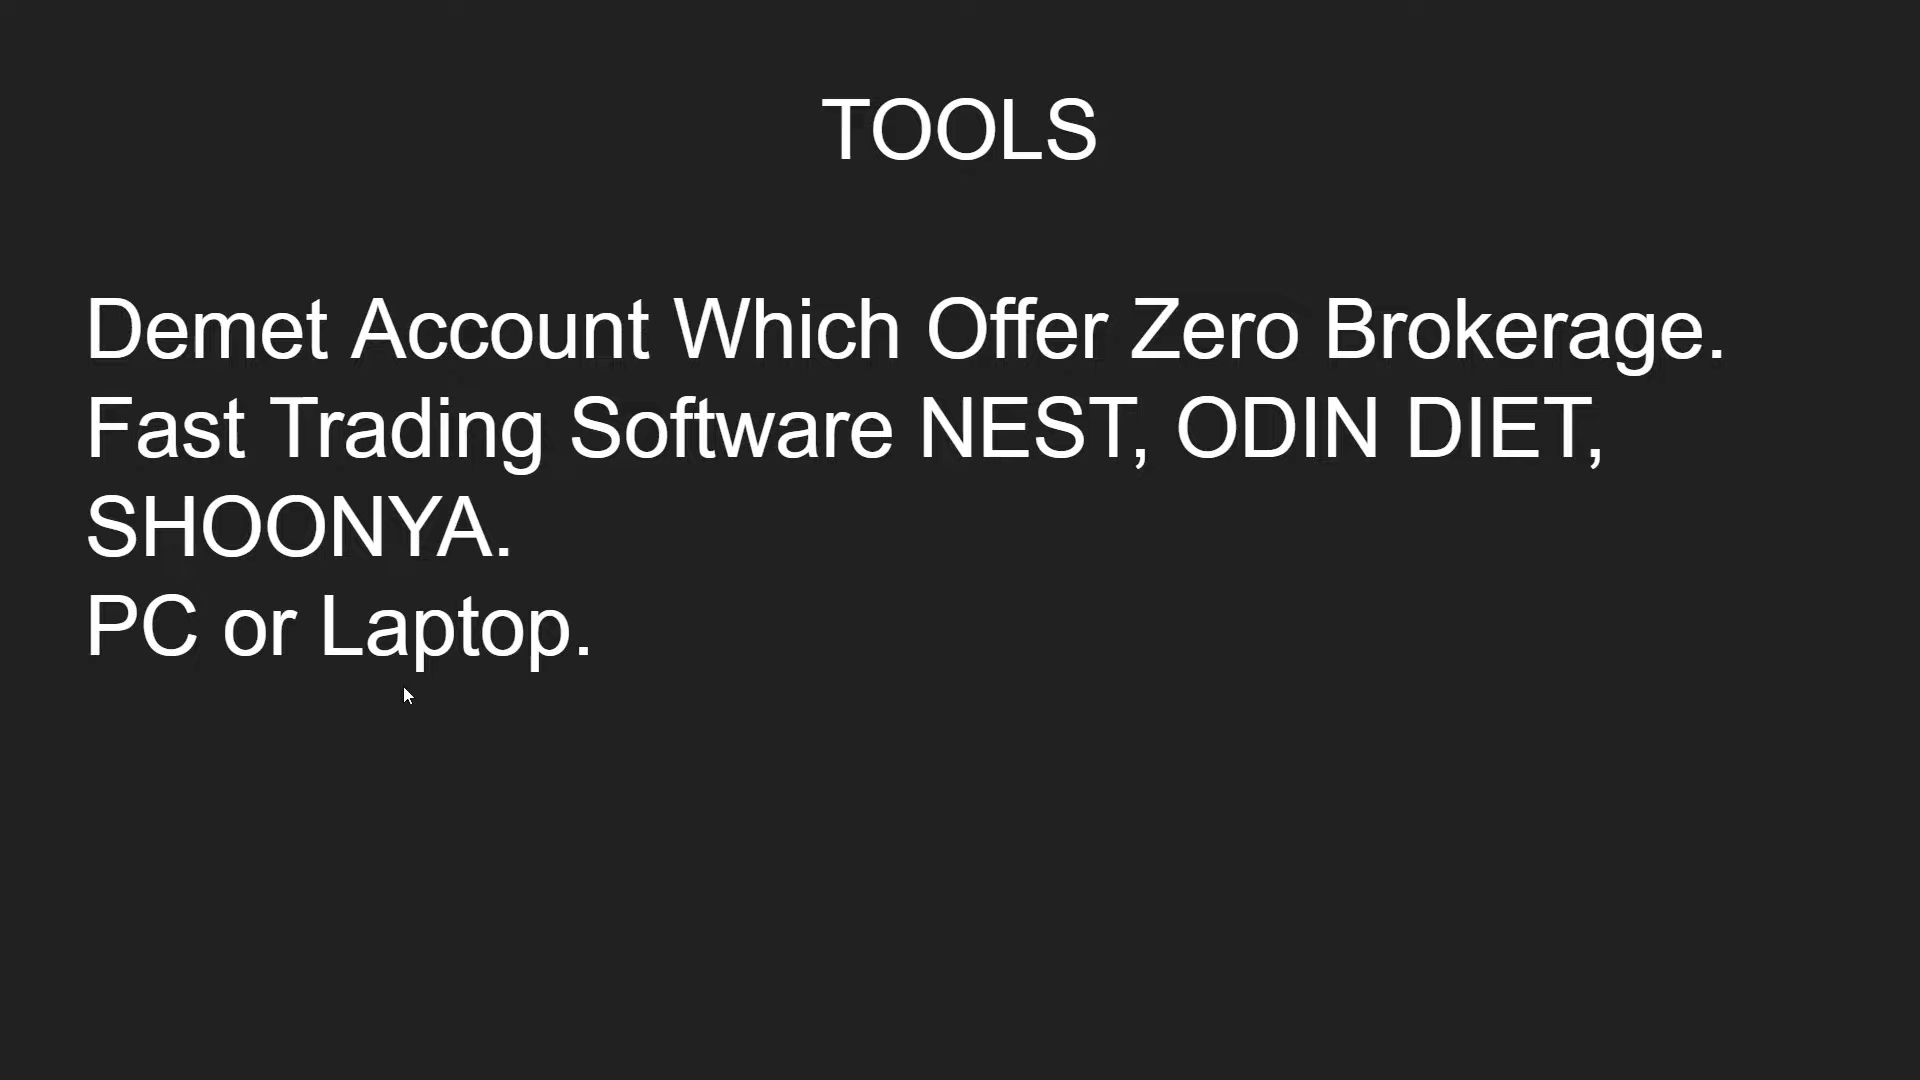 TOOLS
Demet Account Which Offer Zero Brokerage.
Fast Trading Software NEST, ODIN DIET,
SHOONYA.
PC or Laptop.